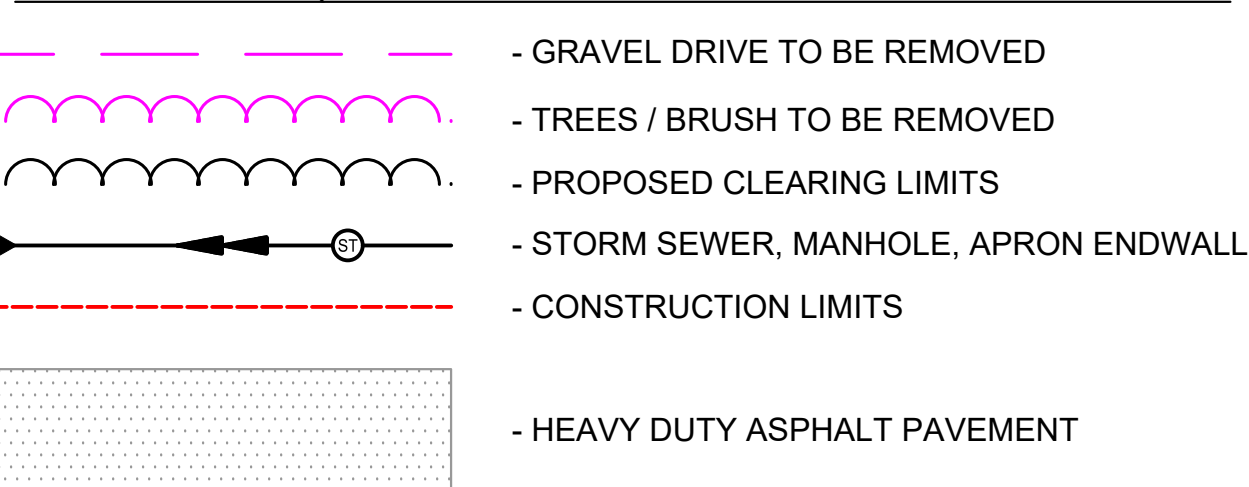 - GRAVEL DRIVE TO BE REMOVED
- TREES / BRUSH TO BE REMOVED
- PROPOSED CLEARING LIMITS
ST - STORM SEWER, MANHOLE, APRON ENDWALL
- CONSTRUCTION LIMITS
- HEAVY DUTY ASPHALT PAVEMENT